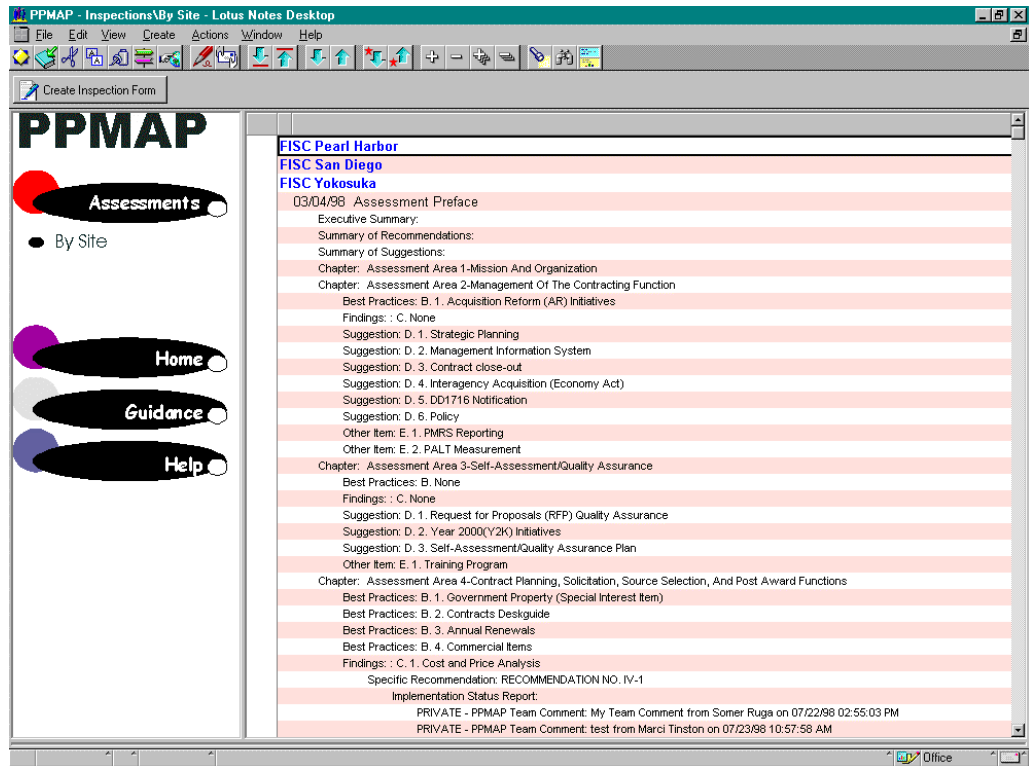 PPMAP - Inspections\By Site - Lotus Notes Desktop
File Edit View Create Actions Window Help
Create Inspection Form
PPMAP
Assessments
By Site
Home
Guidance
Help
FISC Pearl Harbor
FISC San Diego
FISC Yokosuka
03/04/98 Assessment Preface
Executive Summary:
Summary of Recommendations:
Summary of Suggestions:
Chapter: Assessment Area 1-Mission And Organization
Chapter: Assessment Area 2-Management Of The Contracting Function
Best Practices: B. 1. Acquisition Reform (AR) Initiatives
Findings: : C. None
Suggestion: D. 1. Strategic Planning
Suggestion: D. 2. Management Information System
Suggestion: D. 3. Contract close-out
Suggestion: D. 4. Interagency Acquisition (Economy Act)
Suggestion: D. 5. DD1716 Notification
Suggestion: D. 6. Policy
Other Item: E. 1. PMRS Reporting
Other Item: E. 2. PALT Measurement
Chapter: Assessment Area 3-Self-Assessment/Quality Assurance
Best Practices: B. None
Findings: : C. None
Suggestion: D. 1. Request for Proposals (RFP) Quality Assurance
Suggestion: D. 2. Year 2000(Y2K) Initiatives
Suggestion: D. 3. Self-Assessment/Quality Assurance Plan
Other Item: E. 1. Training Program
Chapter: Assessment Area 4-Contract Planning, Solicitation, Source Selection, And Post Award Functions
Best Practices: B. 1. Government Property (Special Interest Item)
Best Practices: B. 2. Contracts Deskguide
Best Practices: B. 3. Annual Renewals
Best Practices: B. 4. Commercial Items
Findings: : C. 1. Cost and Price Analysis
Specific Recommendation: RECOMMENDATION NO. IV-1
Implementation Status Report:
PRIVATE - PPMAP Team Comment: My Team Comment from Somer Ruga on 07/22/98 02:55:03 PM
PRIVATE - PPMAP Team Comment: test from Marci Tinston on 07/23/98 10:57:58 AM
Office